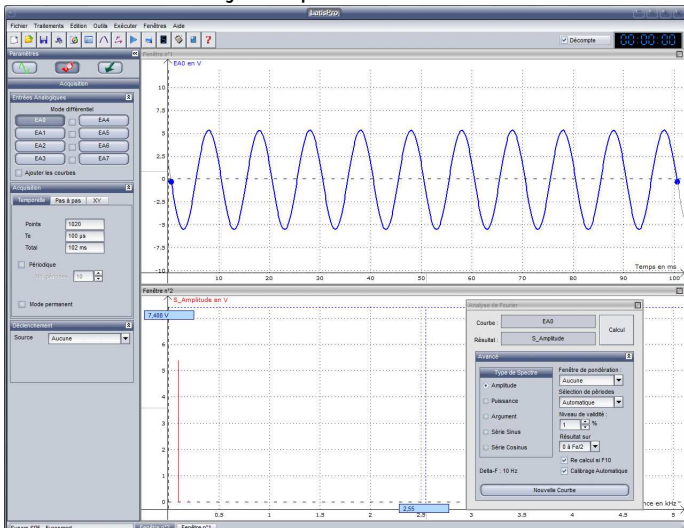 LatisPro
Fichier Traitements Edition Outils Exécuter Fenêtres Aide
Décompte
00:00:00
Paramètres
Acquisition
Entrées Analogiques
Mode différentiel
EA0 EA4
EA1 EA5
EA2 EA6
EA3 EA7
Ajouter les courbes
Acquisition
Temporelle Pas à pas XY
Points 1020
Te 100 µs
Total 102 ms
Périodique
10
Mode permanent
Déclenchement
Source Aucune
Fenêtre n°1
EA0 en V
10
7.5
5
2.5
0
-2.5
-5
-7.5
-10
Temps en ms
10 20 30 40 50 60 70 80 90 100
Fenêtre n°2
S_Amplitude en V
7,406 V
6
5
4
3
2
1
0
0.5 1 1.5 2 2.5 3 3.5 4 4.5 5
2,55
nce en kHz
Analyse de Fourier
Courbe : EA0
Résultat : S_Amplitude
Calcul
Avancé
Type de Spectre
Amplitude
Puissance
Argument
Série Sinus
Série Cosinus
Delta-F : 10 Hz
Fenêtre de pondération :
Aucune
Sélection de périodes
Automatique
Niveau de validité :
1 %
Résultat sur
0 à Fe/2
Re calcul si F10
Calibrage Automatique
Nouvelle Courbe
Fenêtre n°1